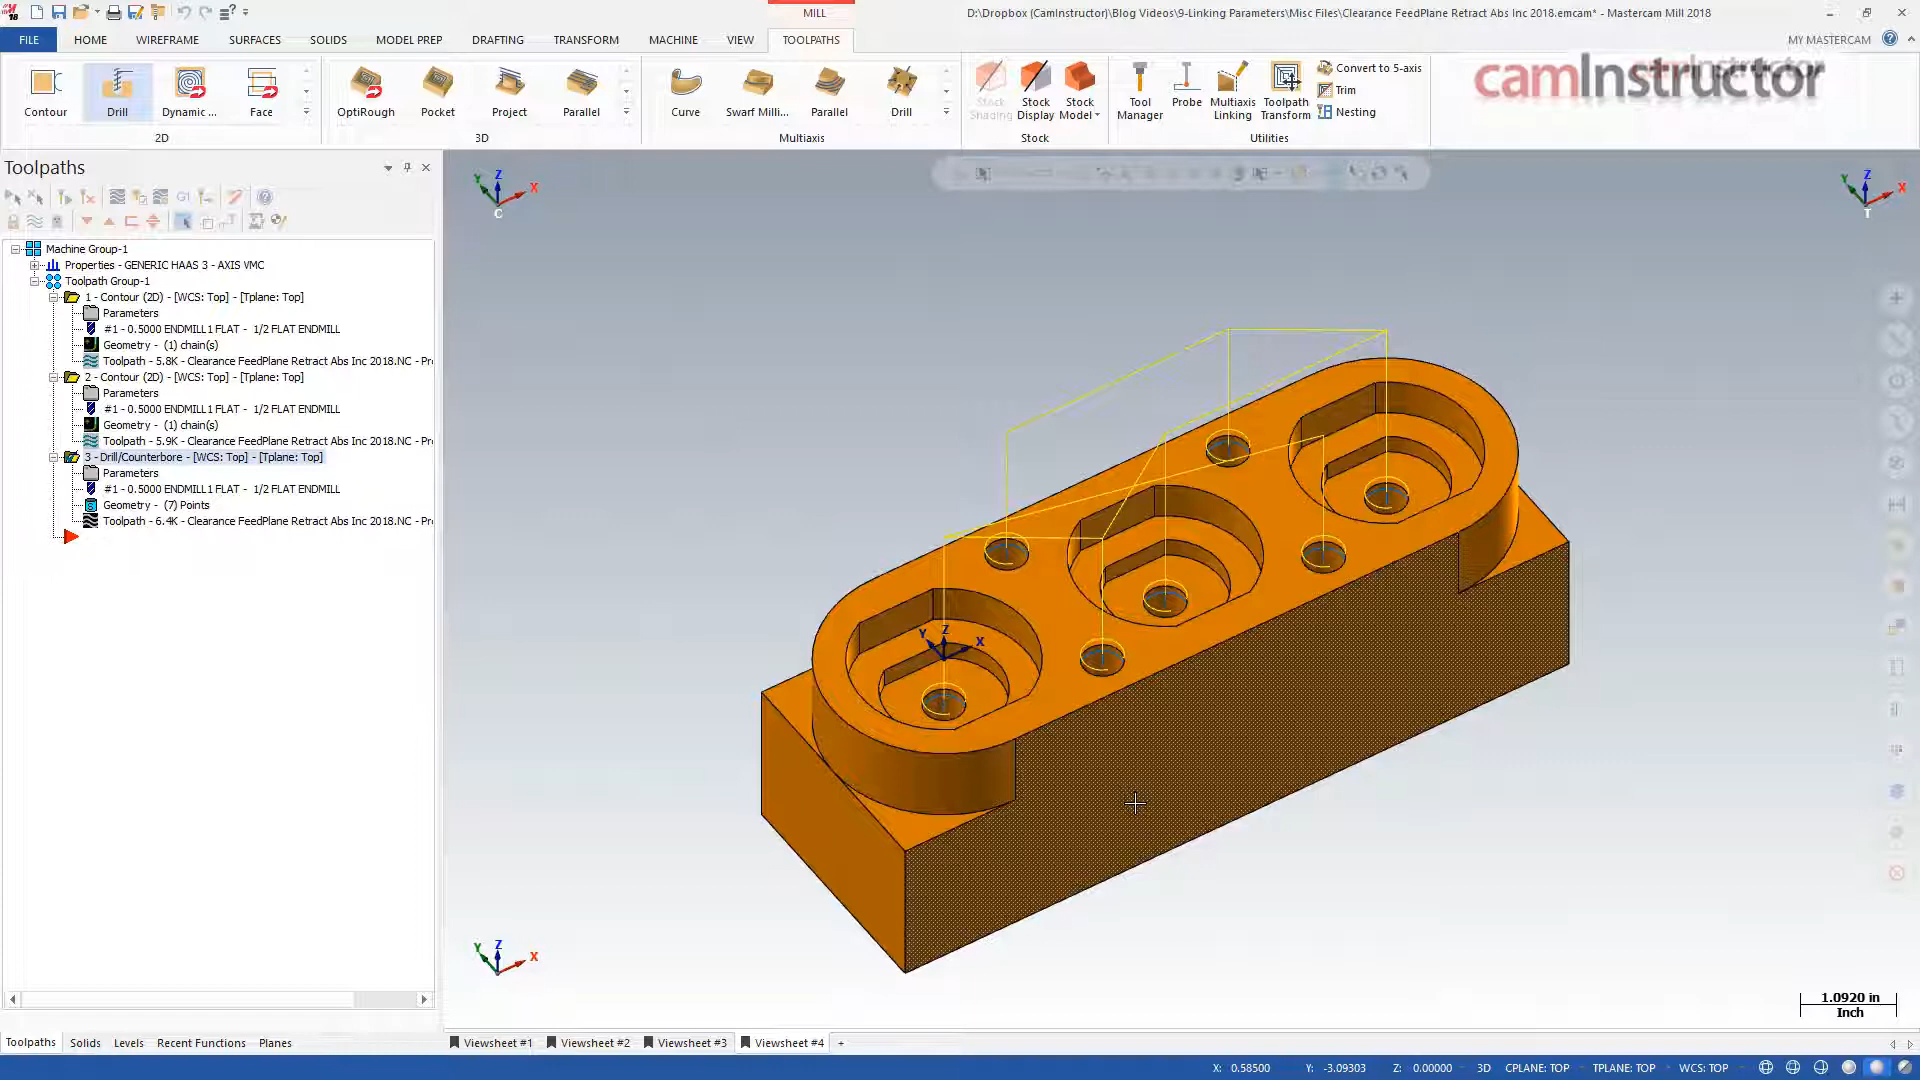 MILL
D:\Dropbox (CamInstructor)\Blog Videos\9-Linking Parameters\Misc Files\Clearance FeedPlane Retract Abs Inc 2018.emcam* - Mastercam Mill 2018
FILE HOME WIREFRAME SURFACES SOLIDS MODEL PREP DRAFTING TRANSFORM MACHINE VIEW TOOLPATHS MY MASTERCAM
camInstructor
Contour Drill Dynamic ... Face
2D
OptiRough Pocket Project Parallel
3D
Curve Swarf Milli... Parallel Drill
Multiaxis
Stock Shading Stock Display Stock Model
Stock
Tool Manager Probe Multiaxis Linking Toolpath Transform
Convert to 5-axis
Trim
Nesting
Utilities
Toolpaths
G1
Machine Group-1
Properties - GENERIC HAAS 3 - AXIS VMC
Toolpath Group-1
1 - Contour (2D) - [WCS: Top] - [Tplane: Top]
Parameters
#1 - 0.5000 ENDMILL1 FLAT - 1/2 FLAT ENDMILL
Geometry - (1) chain(s)
Toolpath - 5.8K - Clearance FeedPlane Retract Abs Inc 2018.NC - Pr
2 - Contour (2D) - [WCS: Top] - [Tplane: Top]
Parameters
#1 - 0.5000 ENDMILL1 FLAT - 1/2 FLAT ENDMILL
Geometry - (1) chain(s)
Toolpath - 5.9K - Clearance FeedPlane Retract Abs Inc 2018.NC - Pr
3 - Drill/Counterbore - [WCS: Top] - [Tplane: Top]
Parameters
#1 - 0.5000 ENDMILL1 FLAT - 1/2 FLAT ENDMILL
Geometry - (7) Points
Toolpath - 6.4K - Clearance FeedPlane Retract Abs Inc 2018.NC - Pr
Y Z X
C
Y Z X
T
Y Z X
Y Z X
1.0920 in
Inch
Toolpaths Solids Levels Recent Functions Planes
Viewsheet #1 Viewsheet #2 Viewsheet #3 Viewsheet #4 +
X: 0.58500 Y: -3.09303 Z: 0.00000 3D CPLANE: TOP TPLANE: TOP WCS: TOP